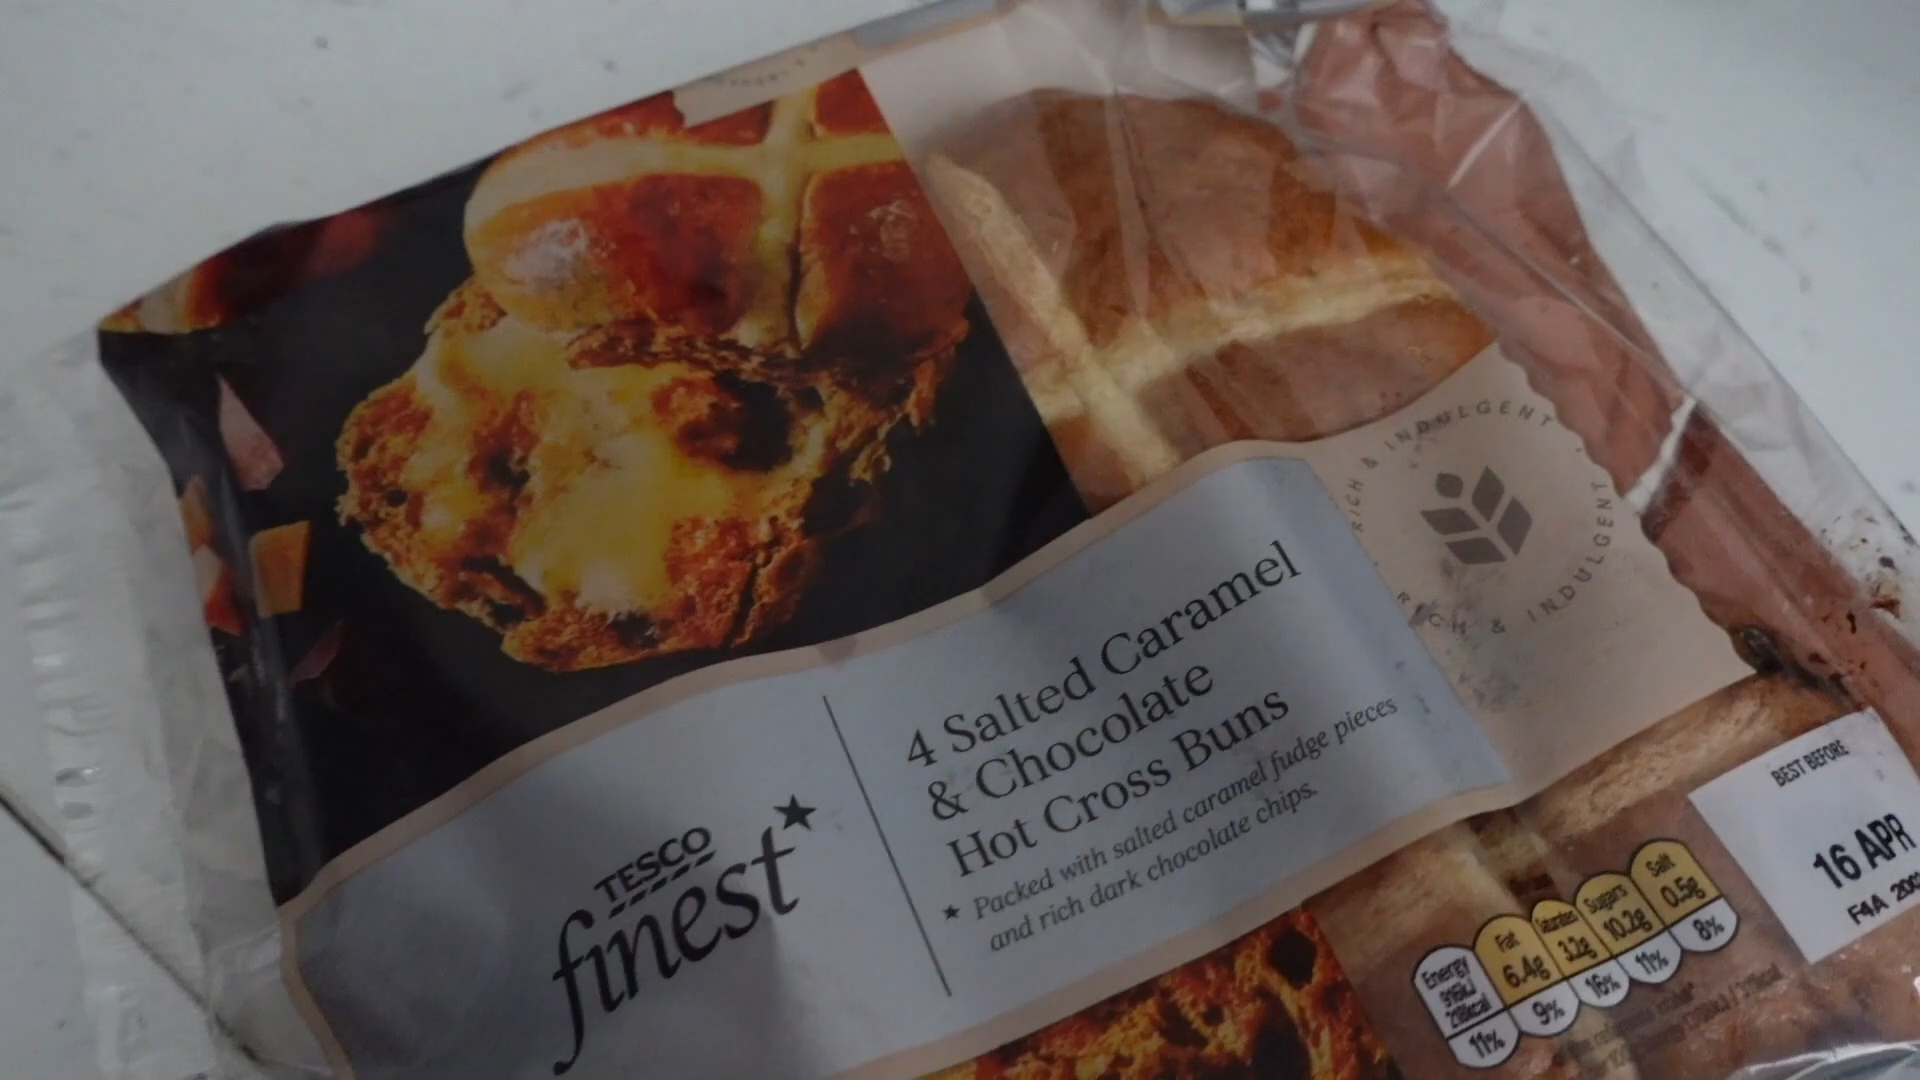 TESCO
finest
4 Salted Caramel
& Chocolate
Hot Cross Buns
Packed with salted caramel fudge pieces
and rich dark chocolate chips.
RICH & INDULGENT
RICH & INDULGENT
BEST BEFORE
16 APR
F4A
Energy
916kJ
218kcal
11%
Fat
6.4g
9%
Saturates
3.2g
16%
Sugars
10.2g
11%
Salt
0.5g
8%